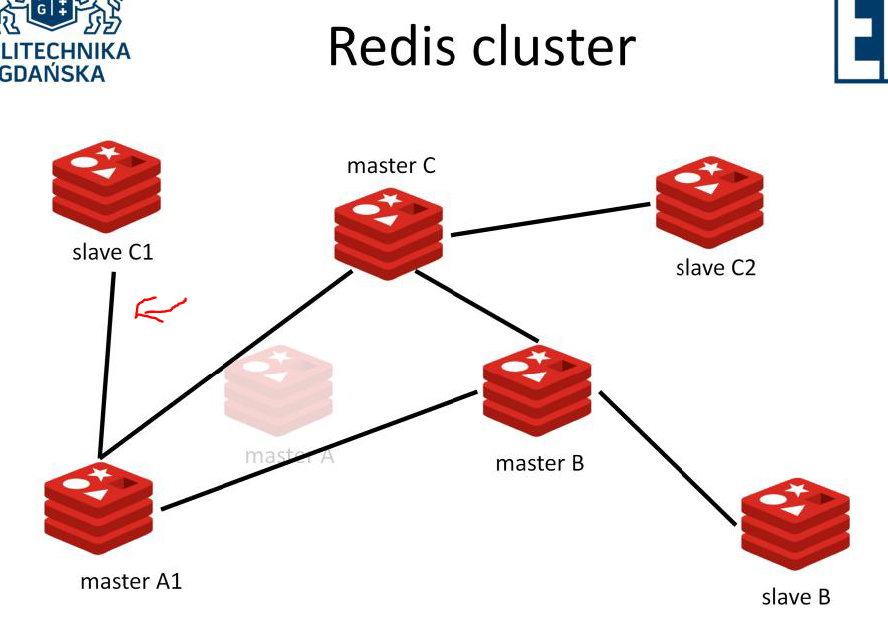 LITECHNIKA
GDAŃSKA
Redis cluster
E
master C
slave C1
slave C2
master A
master B
master A1
slave B